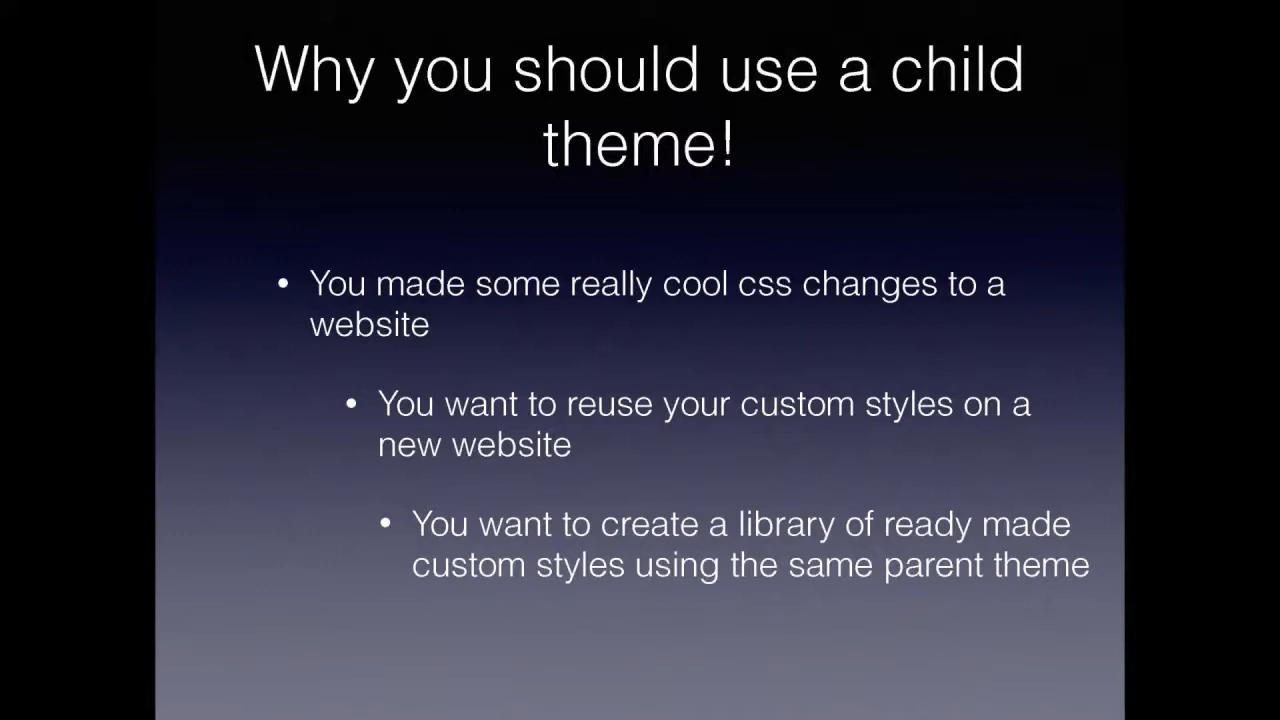 Why you should use a child
theme!
• You made some really cool css changes to a
website
• You want to reuse your custom styles on a
new website
• You want to create a library of ready made
custom styles using the same parent theme